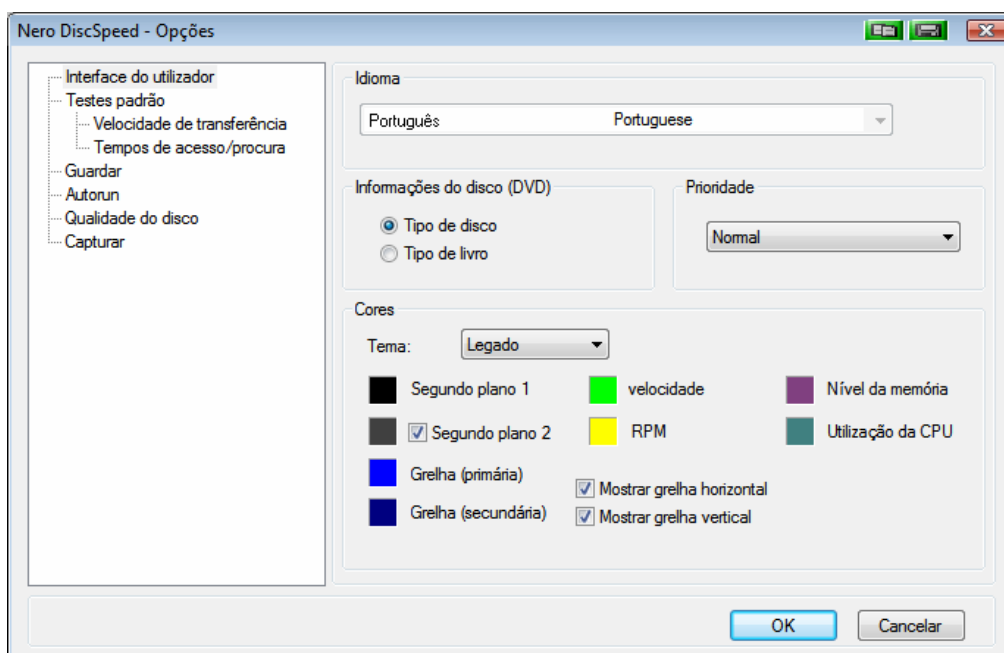 Nero DiscSpeed - Opções
Interface do utilizador
Testes padrão
Velocidade de transferência
Tempos de acesso/procura
Guardar
Autorun
Qualidade do disco
Capturar
Idioma
Português Portuguese
Informações do disco (DVD)
Tipo de disco
Tipo de livro
Prioridade
Normal
Cores
Tema: Legado
Segundo plano 1 velocidade Nível da memória
Segundo plano 2 RPM Utilização da CPU
Grelha (primária)
Mostrar grelha horizontal
Grelha (secundária)
Mostrar grelha vertical
OK Cancelar